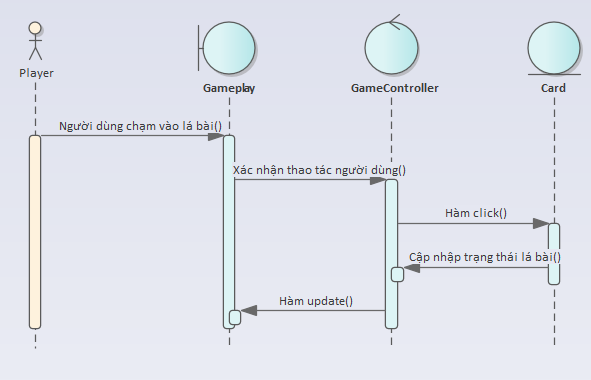 Player
Gameplay
GameController
Card
Người dùng chạm vào lá bài()
Xác nhận thao tác người dùng()
Hàm click()
Cập nhập trạng thái lá bài()
Hàm update()